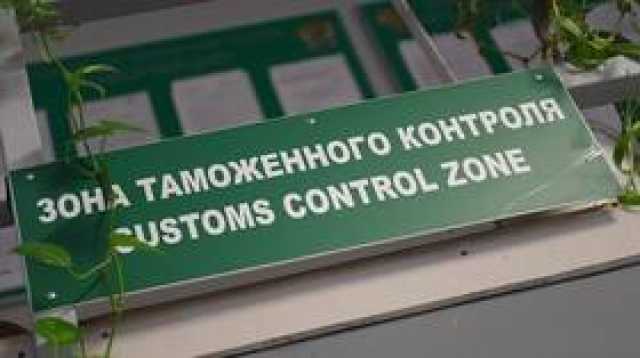 ЗОНА ТАМОЖЕННОГО КОНТРОЛЯ
CUSTOMS CONTROL ZONE